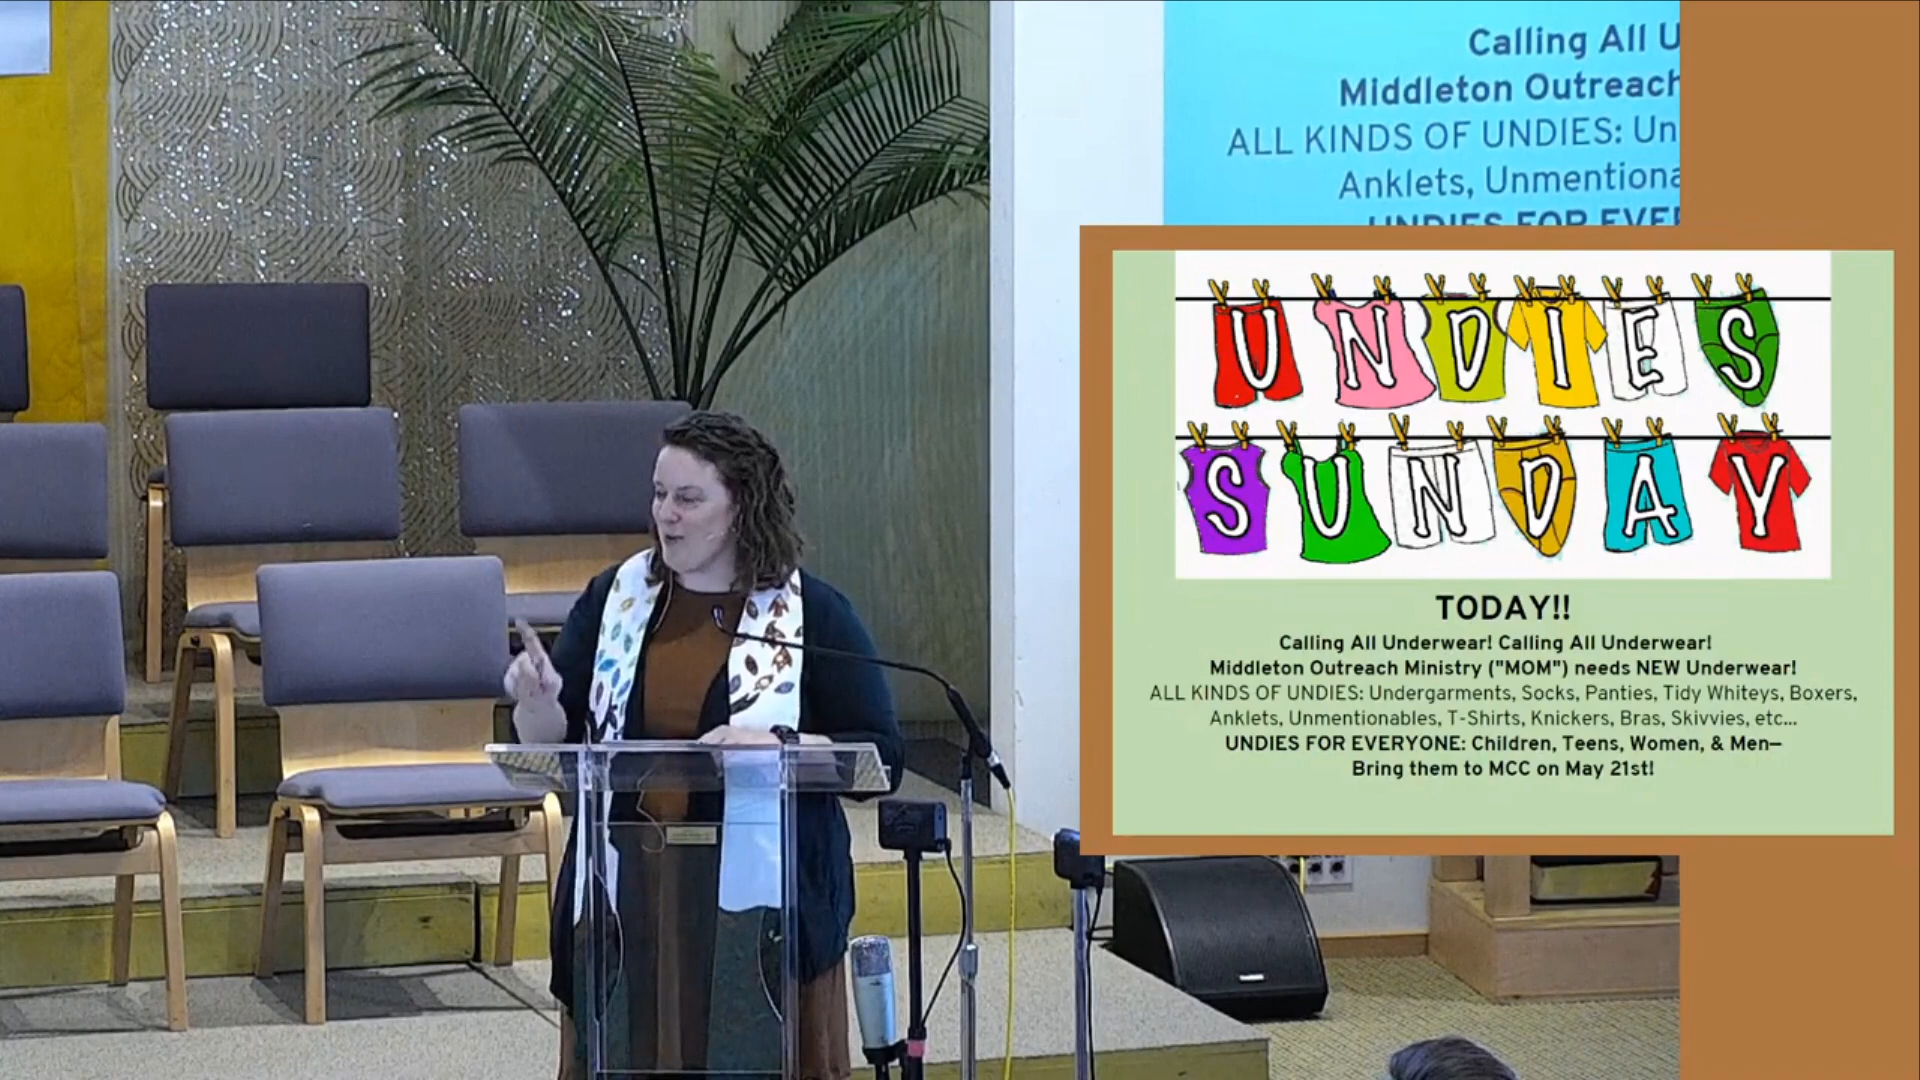 Calling All U
Middleton Outreach
ALL KINDS OF UNDIES: Un
Anklets, Unmentiona
UNDIES FOR EVER
UNDIES
SUNDAY
TODAY!!
Calling All Underwear! Calling All Underwear!
Middleton Outreach Ministry ("MOM") needs NEW Underwear!
ALL KINDS OF UNDIES: Undergarments, Socks, Panties, Tidy Whiteys, Boxers,
Anklets, Unmentionables, T-Shirts, Knickers, Bras, Skivvies, etc...
UNDIES FOR EVERYONE: Children, Teens, Women, & Men—
Bring them to MCC on May 21st!